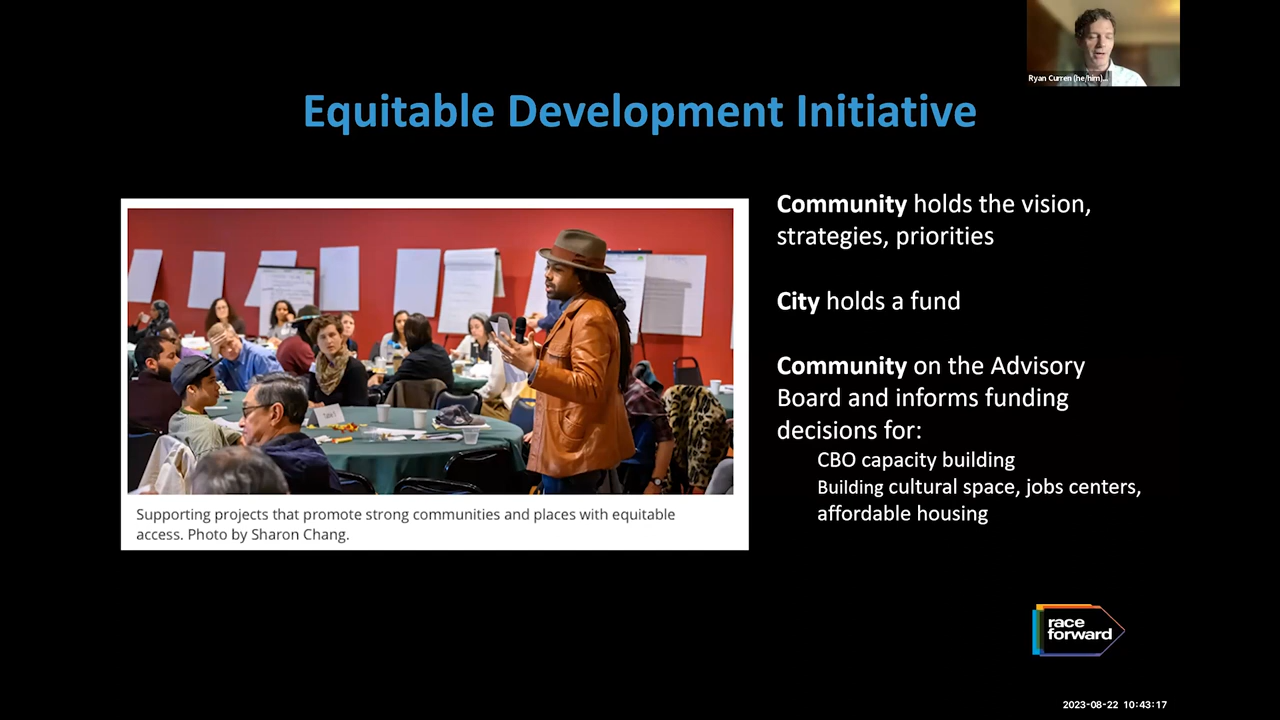 Ryan Curren (he/him)...
Equitable Development Initiative
Community holds the vision,
strategies, priorities
City holds a fund
Community on the Advisory
Board and informs funding
decisions for:
CBO capacity building
Building cultural space, jobs centers,
affordable housing
Supporting projects that promote strong communities and places with equitable
access. Photo by Sharon Chang.
race
forward
2023-08-22 10:43:17